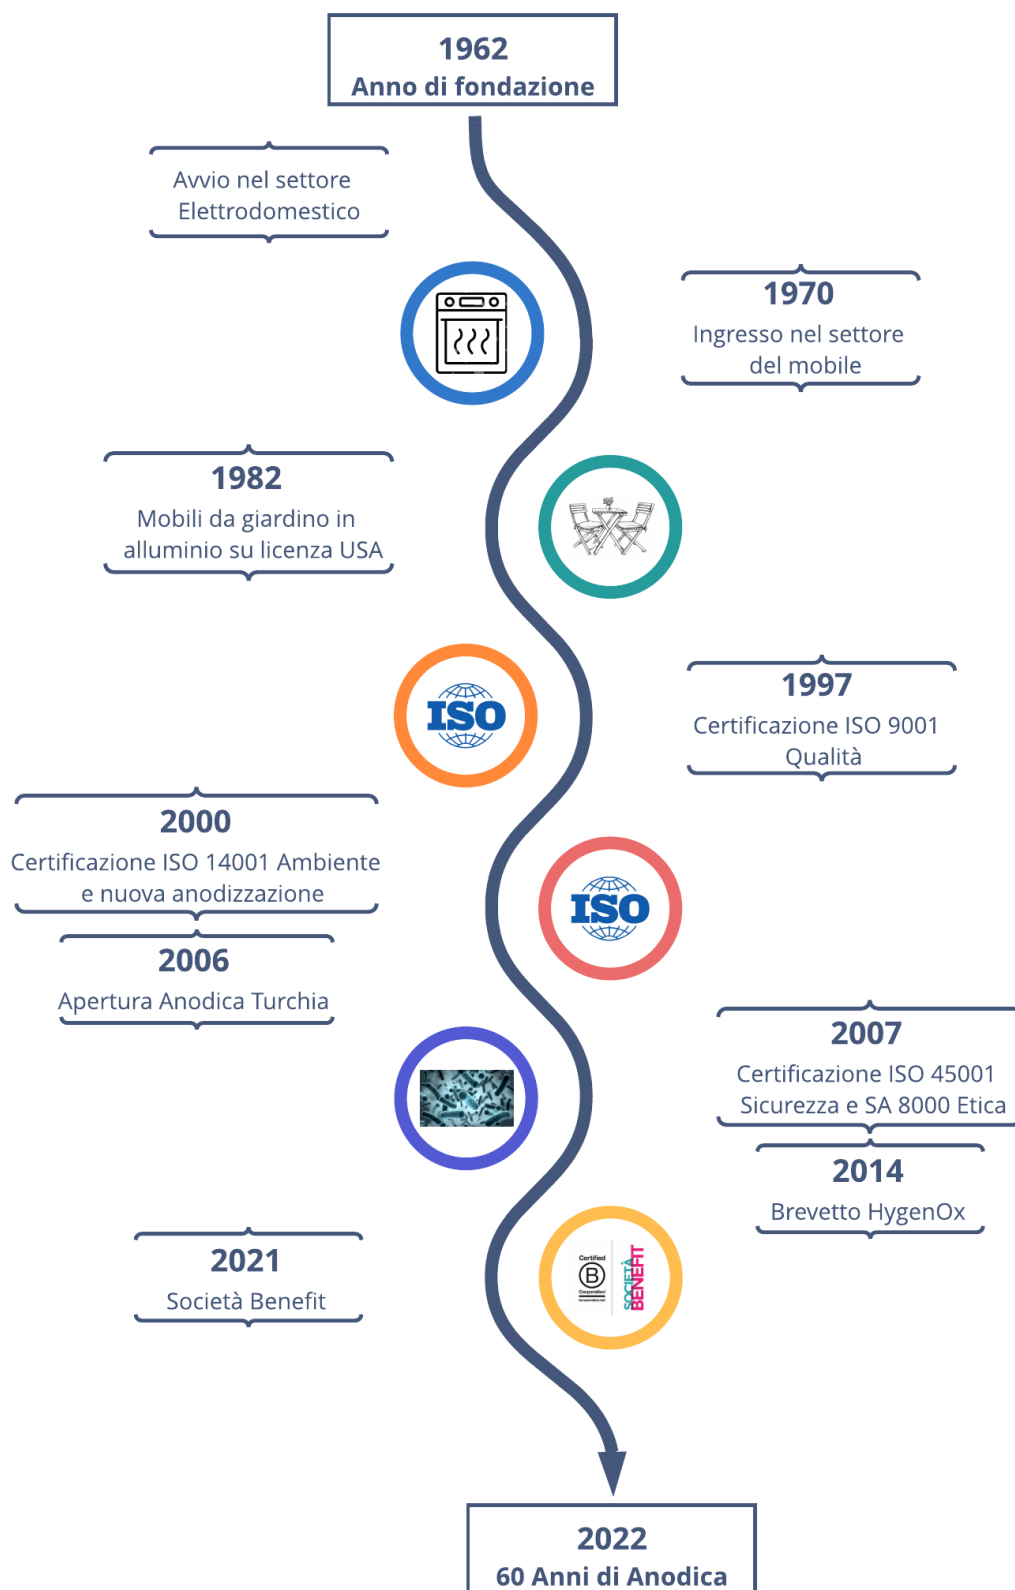 1962
Anno di fondazione
Avvio nel settore
Elettrodomestico
1970
Ingresso nel settore
del mobile
1982
Mobili da giardino in
alluminio su licenza USA
ISO
1997
Certificazione ISO 9001
Qualità
2000
Certificazione ISO 14001 Ambiente
e nuova anodizzazione
ISO
2006
Apertura Anodica Turchia
2007
Certificazione ISO 45001
Sicurezza e SA 8000 Etica
2014
Brevetto HygenOx
2021
Società Benefit
Certified
B
Corporation
SOCIETÀ
BENEFIT
2022
60 Anni di Anodica